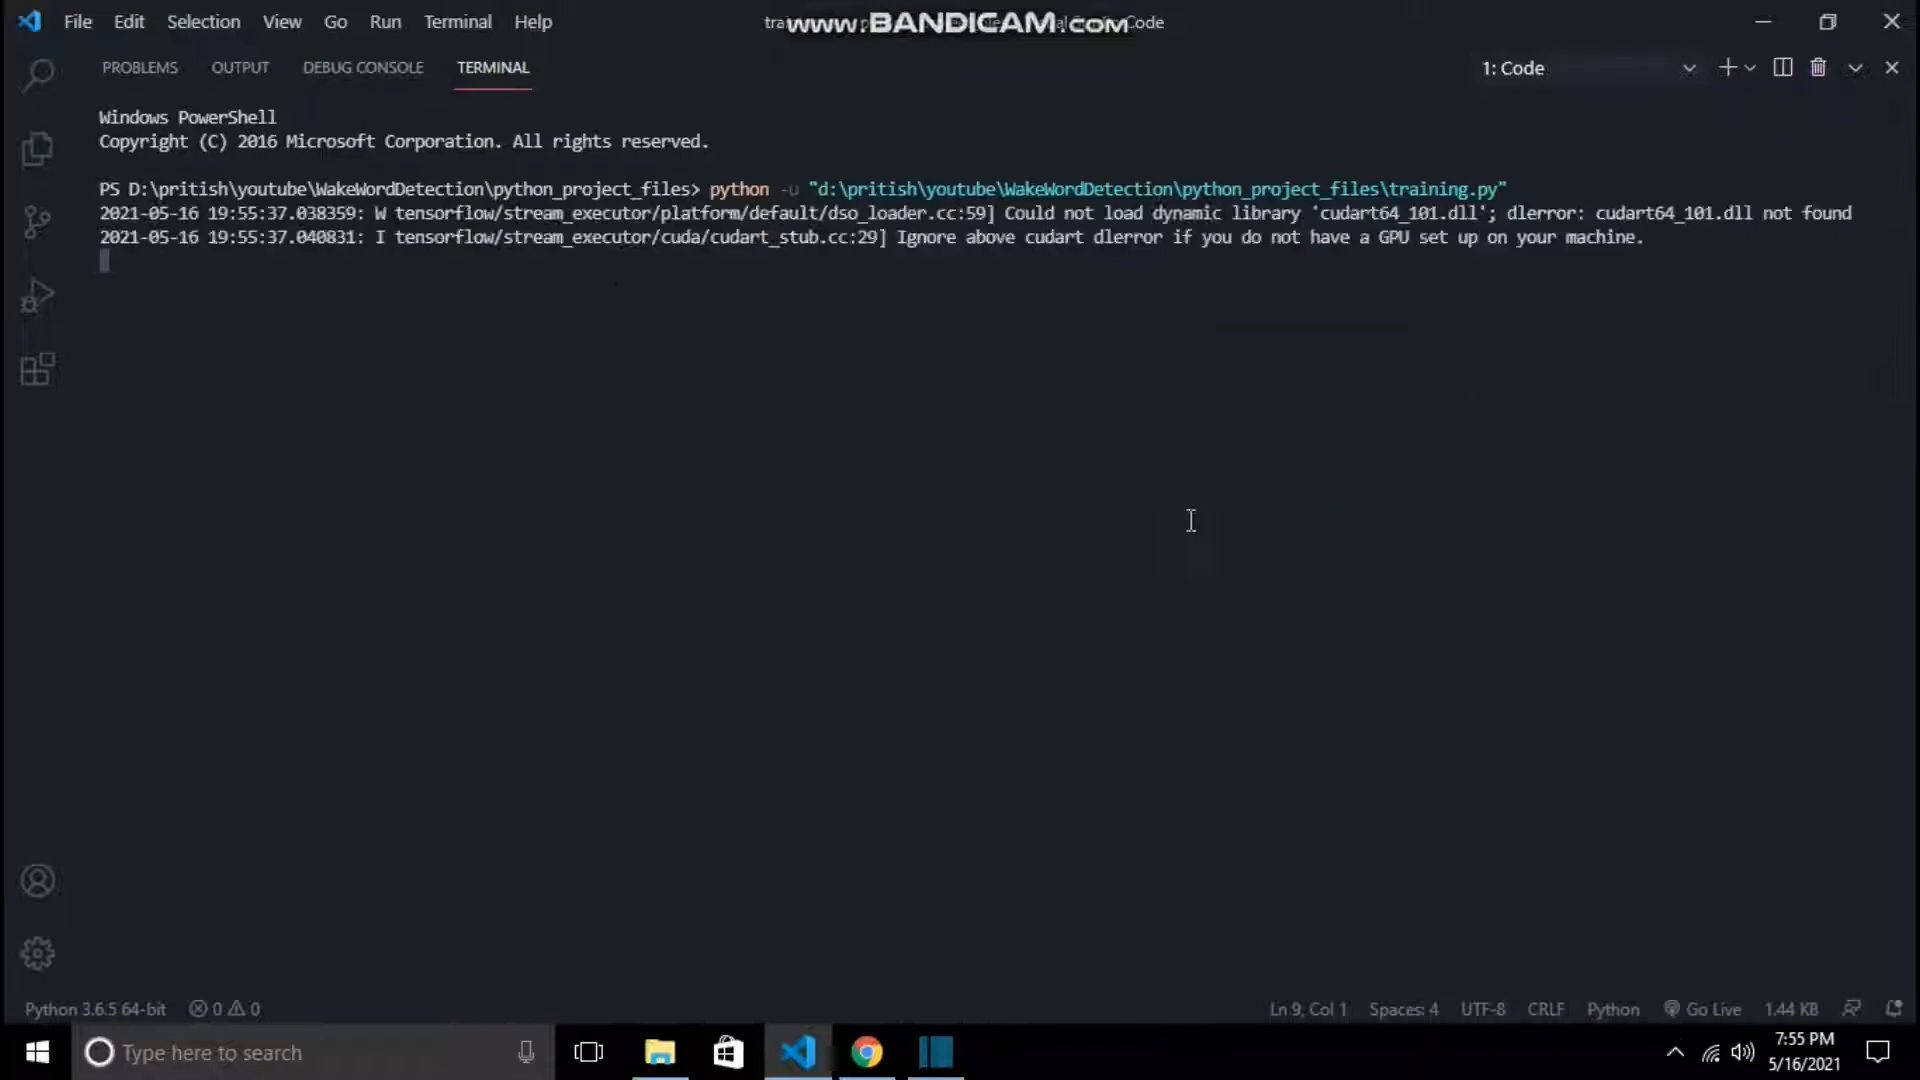 File Edit Selection View Go Run Terminal Help
www.BANDICAM.com
Code
PROBLEMS OUTPUT DEBUG CONSOLE TERMINAL
1: Code
Windows PowerShell
Copyright (C) 2016 Microsoft Corporation. All rights reserved.
PS D:\pritish\youtube\WakeWordDetection\python_project_files> python -u "d:\pritish\youtube\WakeWordDetection\python_project_files\training.py"
2021-05-16 19:55:37.038359: W tensorflow/stream_executor/platform/default/dso_loader.cc:59] Could not load dynamic library 'cudart64_101.dll'; dlerror: cudart64_101.dll not found
2021-05-16 19:55:37.040831: I tensorflow/stream_executor/cuda/cudart_stub.cc:29] Ignore above cudart dlerror if you do not have a GPU set up on your machine.
Python 3.6.5 64-bit 0 0 Ln 9, Col 1 Spaces: 4 UTF-8 CRLF Python Go Live 1.44 KB
Type here to search
7:55 PM
5/16/2021